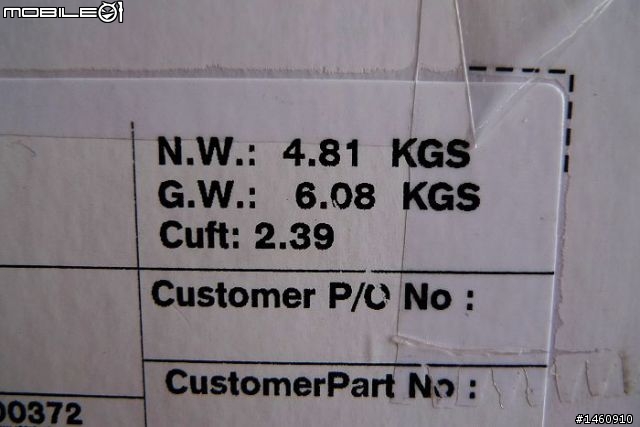 MOBILE01
N.W.: 4.81 KGS
G.W.: 6.08 KGS
Cuft: 2.39
Customer P/O No :
CustomerPart No :
00372
#1460910